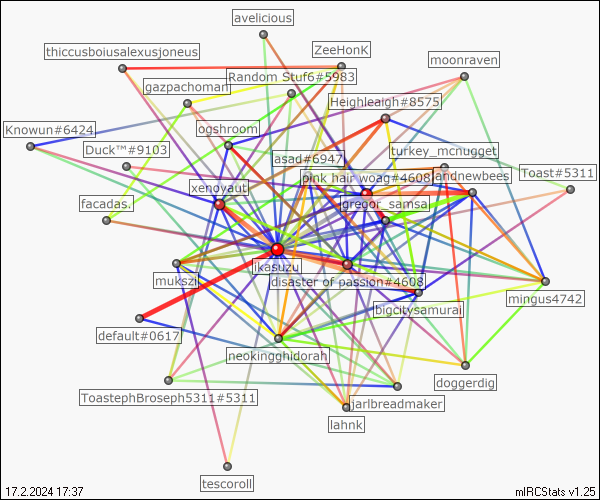 avelicious
thiccusboiusalexusjoneus
ZeeHonK
moonraven
Random Stuf6#5983
gazpachoman
Heighleigh#8575
Knowun#6424
ogshroom
Duck™#9103
turkey_mcnugget
asad#6947
Toast#5311
pink hair woag#4608
andnewbees
xenoyaut
facadas.
gregor_samsa
ikasuzu
mukszi
disaster of passion#4608
mingus4742
bigcitysamurai
default#0617
neokingghidorah
doggerdig
ToastephBroseph5311#5311
jarlbreadmaker
lahnk
tescoroll
17.2.2024 17:37
mIRCStats v1.25